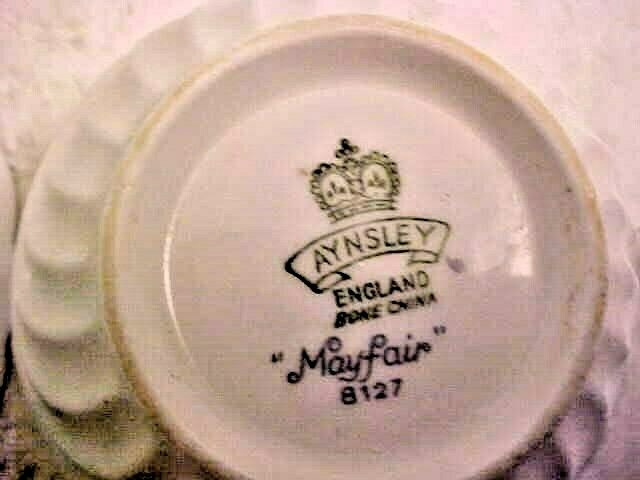 AYNSLEY
ENGLAND
BONE CHINA
"Mayfair"
8127